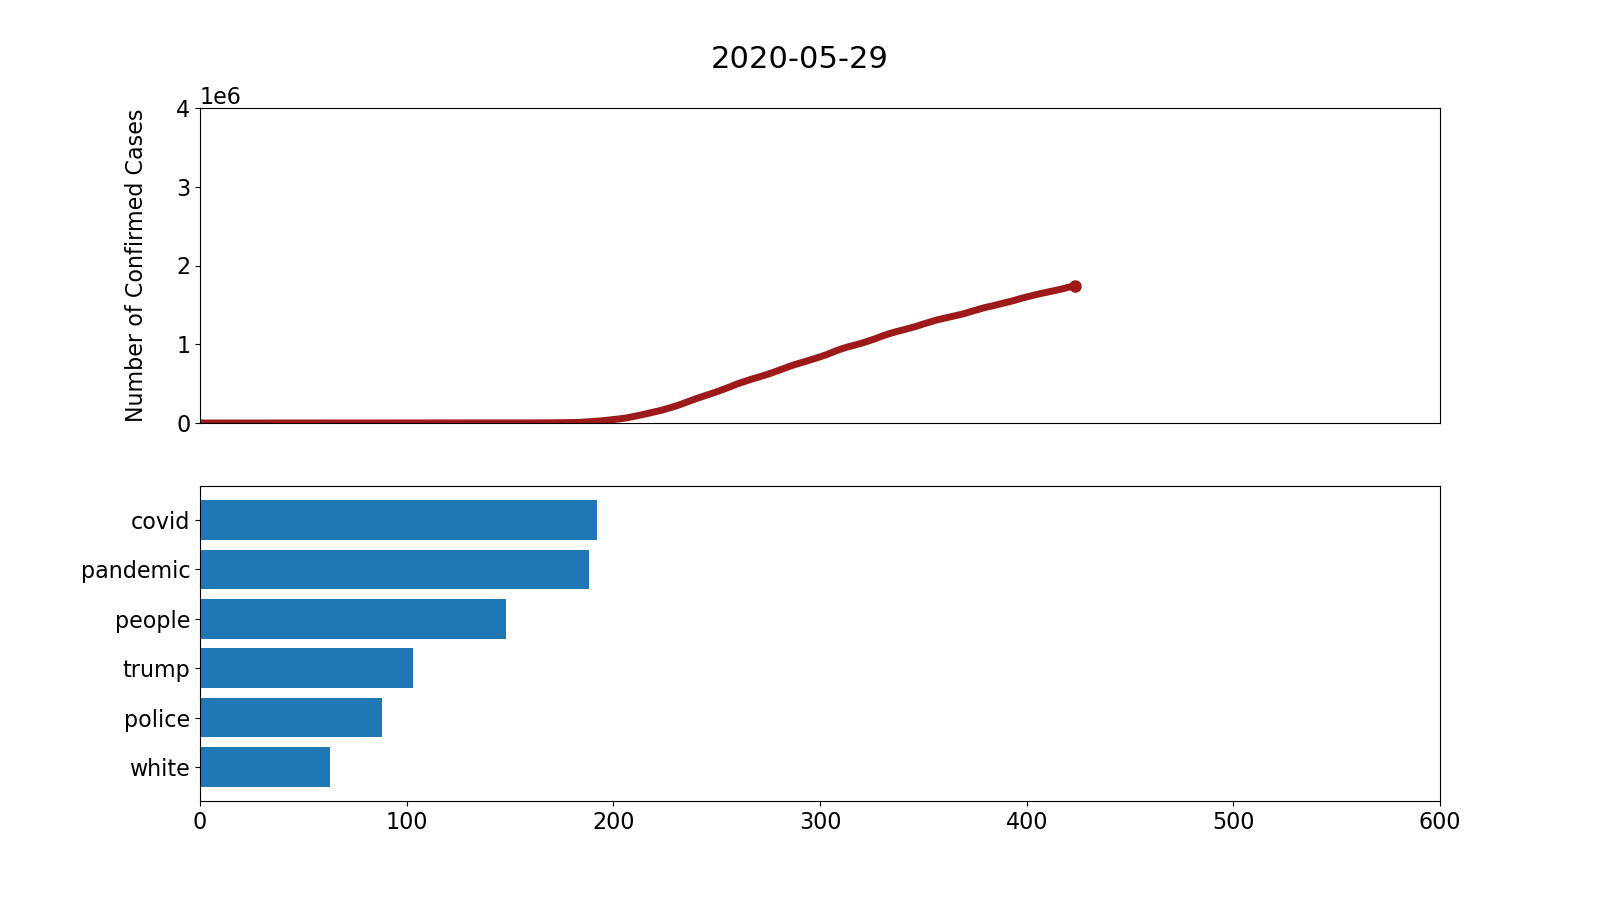 2020-05-29
1e6
Number of Confirmed Cases
4
3
2
1
0
covid
pandemic
people
trump
police
white
0 100 200 300 400 500 600